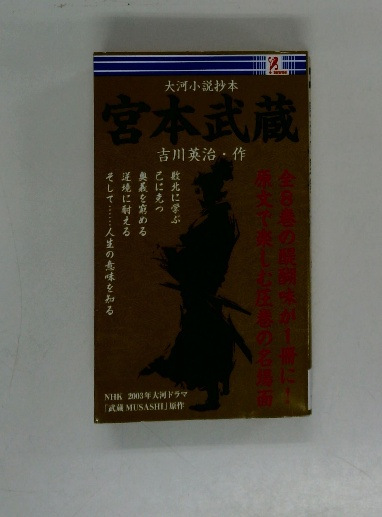 大河小説抄本
宮本武蔵
吉川英治・作
全8巻の醍醐味が1冊に!
原文で楽しむ圧巻の名場面
敗北に学ぶ
己に克つ
奥義を窮める
逆境に耐える
そして……人生の意味を知る
NHK 2003年大河ドラマ
「武蔵 MUSASHI」原作